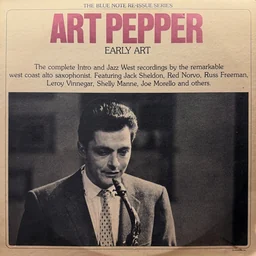 THE BLUE NOTE RE-ISSUE SERIES
ART PEPPER
EARLY ART
The complete Intro and Jazz West recordings by the remarkable
west coast alto saxophonist. Featuring Jack Sheldon, Red Norvo, Russ Freeman,
Leroy Vinnegar, Shelly Manne, Joe Morello and others.